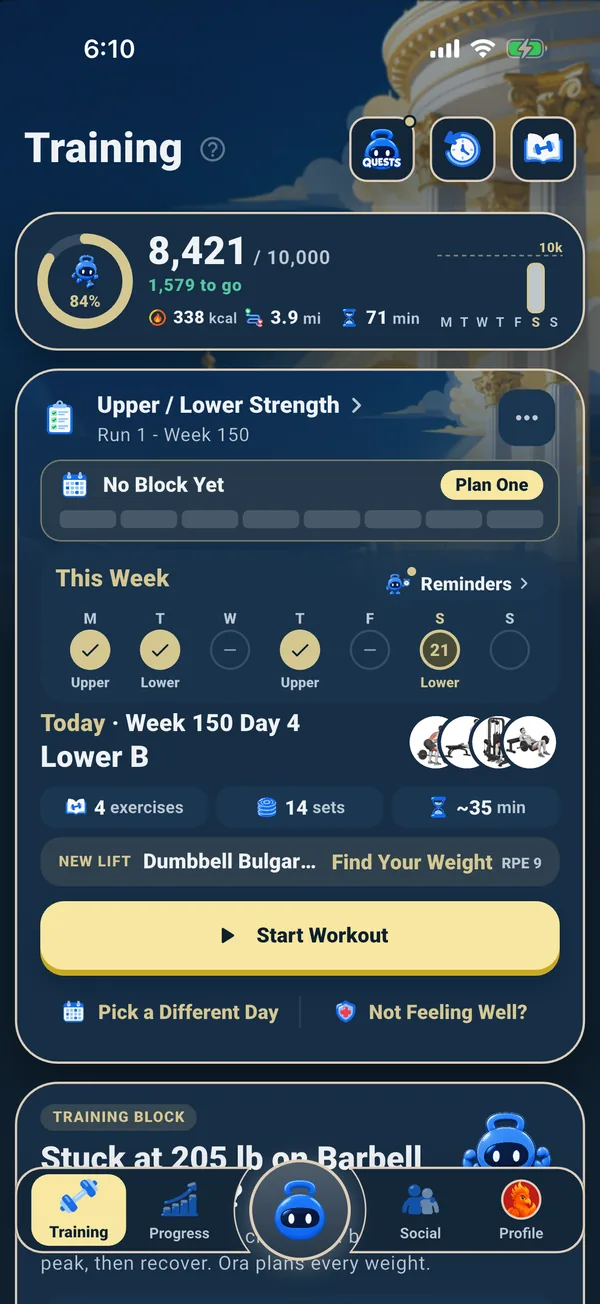 6:10
Training
QUESTS
8,421 / 10,000
1,579 to go
84%
338 kcal 3.9 mi 71 min
10k
M T W T F S S
Upper / Lower Strength
Run 1 - Week 150
No Block Yet
Plan One
This Week
Reminders
M T W T F S S
21
Upper Lower Upper Lower
Today · Week 150 Day 4
Lower B
4 exercises
14 sets
~35 min
NEW LIFT Dumbbell Bulgar... Find Your Weight RPE 9
Start Workout
Pick a Different Day
Not Feeling Well?
TRAINING BLOCK
Stuck at 205 lb on Barbell
Training
Progress
Social
Profile
peak, then recover. Ora plans every weight.